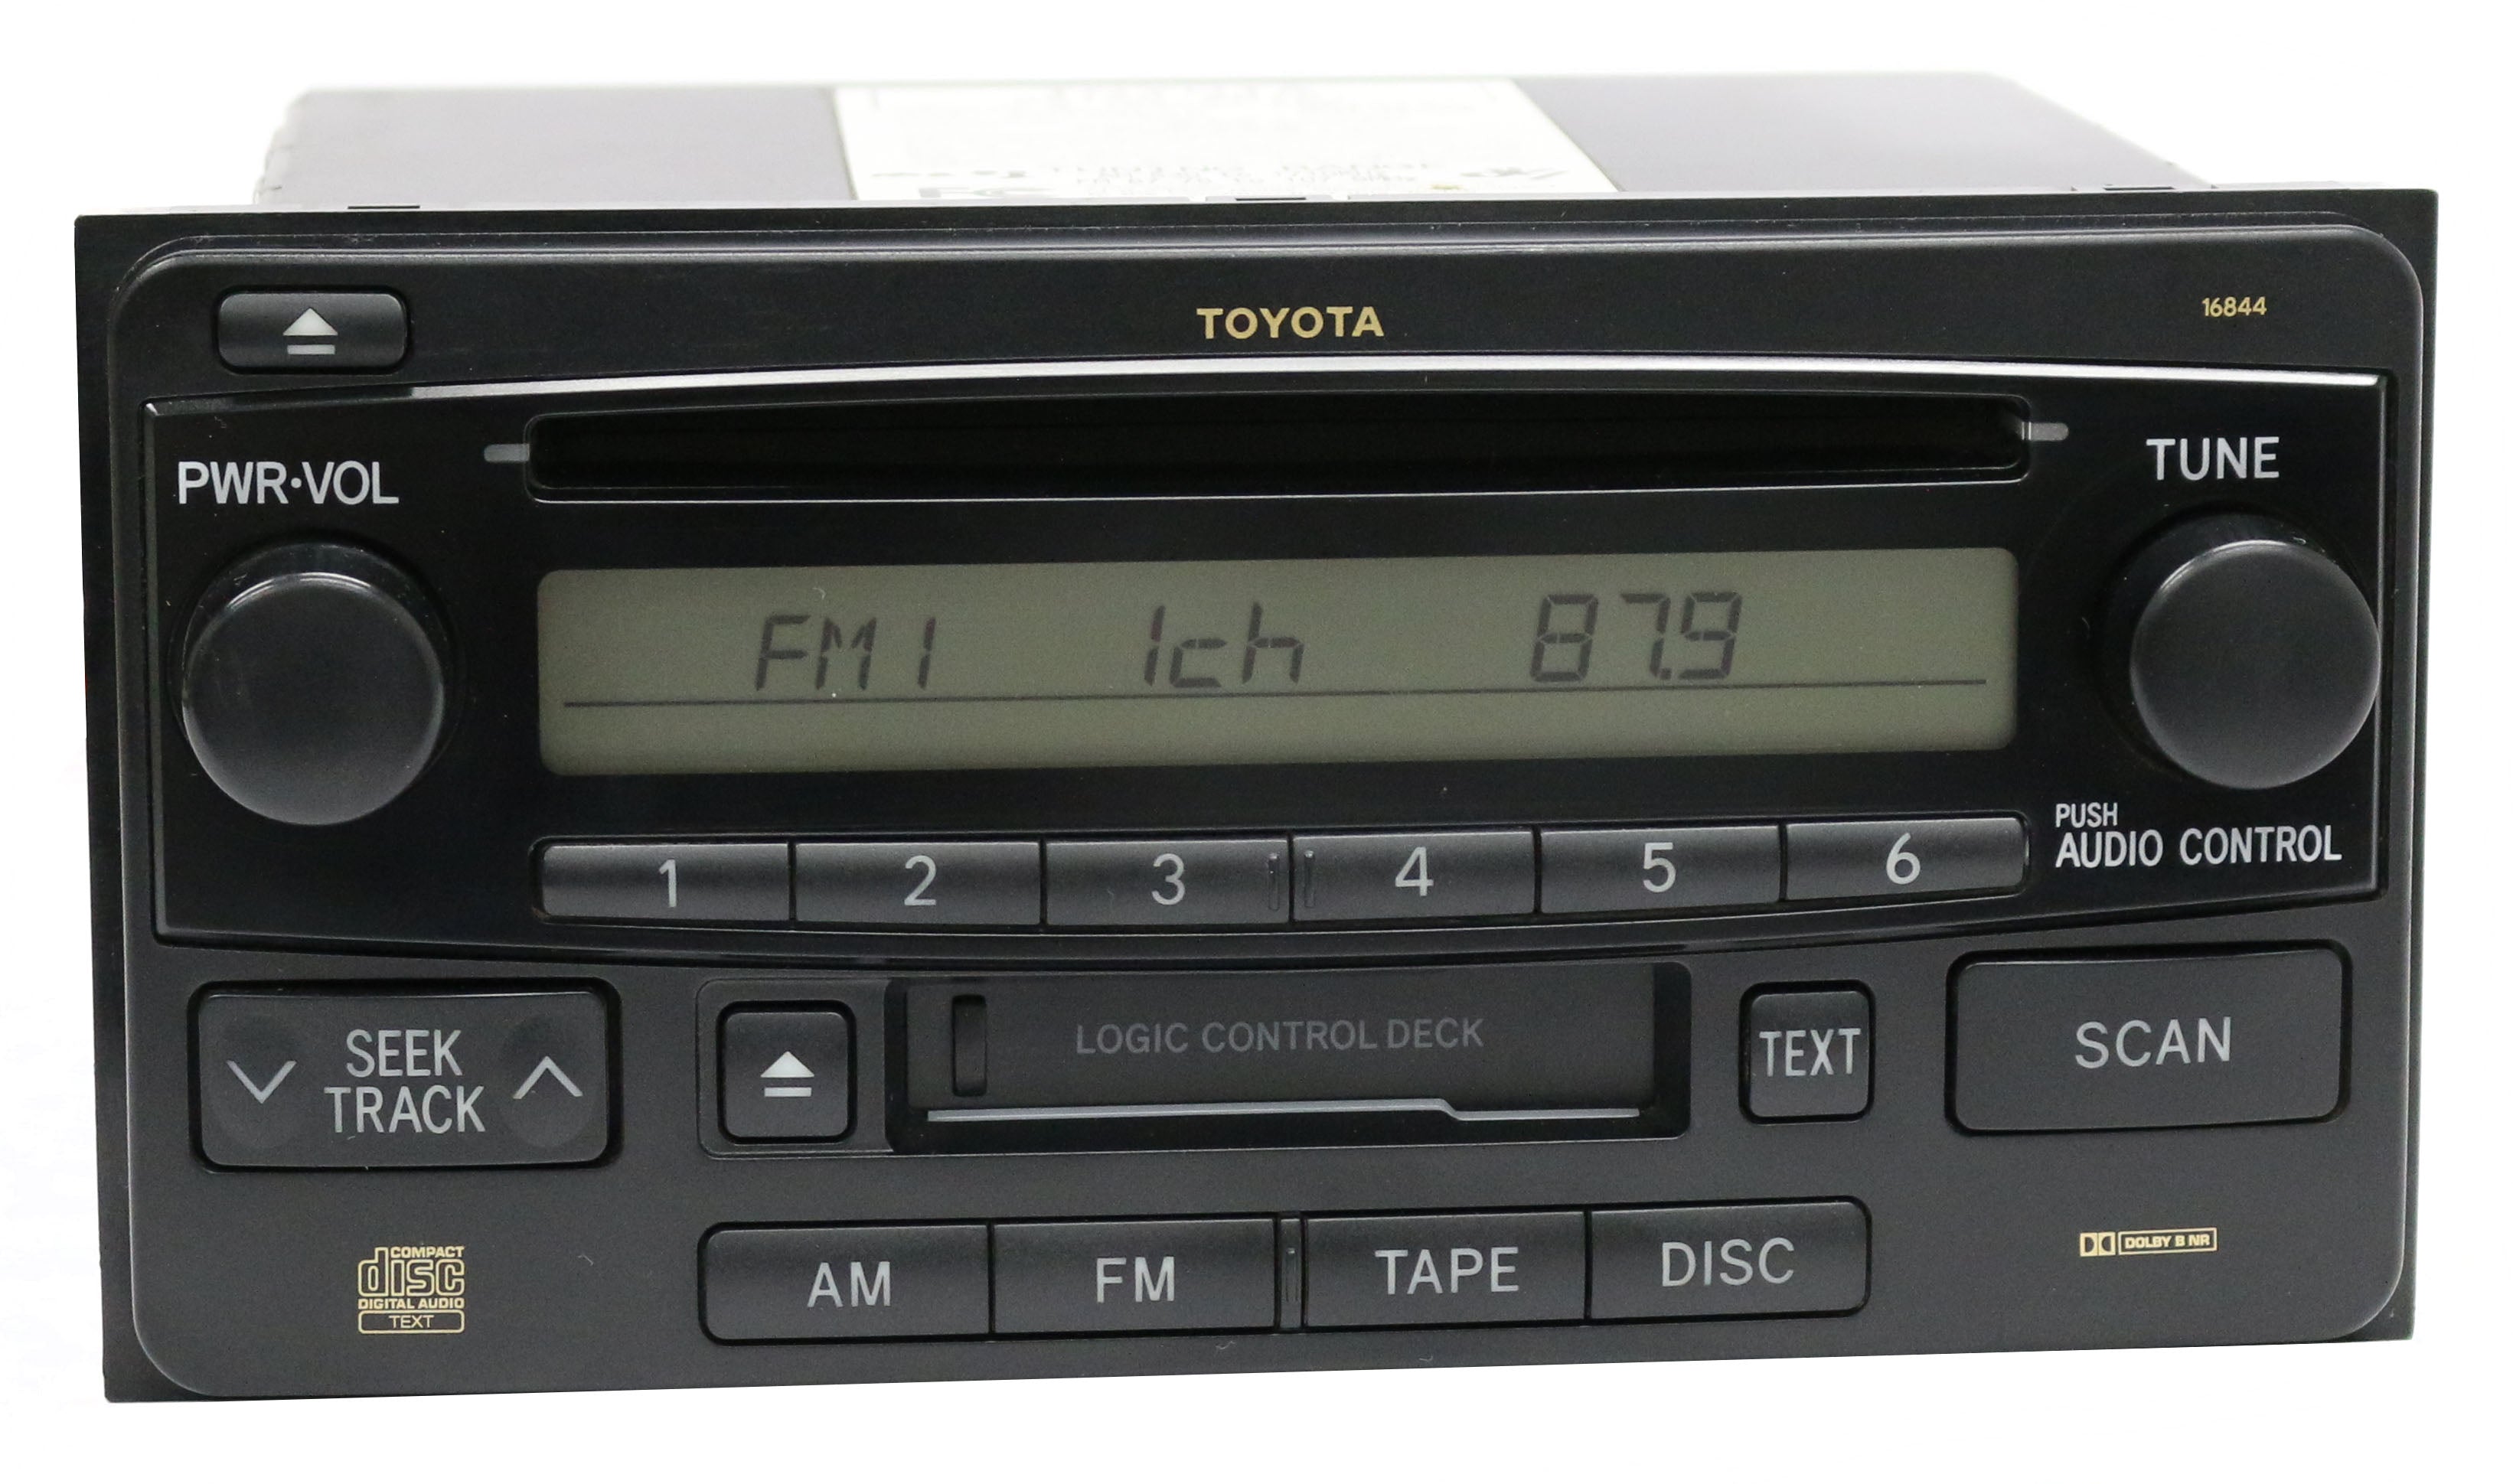 TOYOTA
16844
PWR•VOL
TUNE
FM1 1ch 87.9
PUSH
AUDIO CONTROL
1 2 3 4 5 6
SEEK
TRACK
LOGIC CONTROL DECK
TEXT
SCAN
COMPACT
disc
DIGITAL AUDIO
TEXT
AM FM TAPE DISC
DOLBY B NR